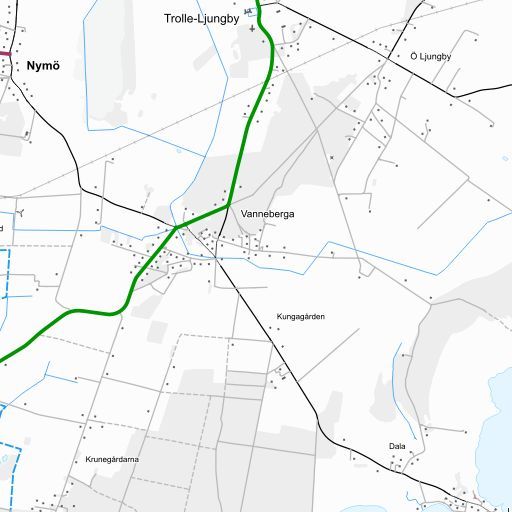 Trolle-Ljungby
Ö Ljungby
Nymö
Vanneberga
Kungagården
Dala
Krunegårdarna